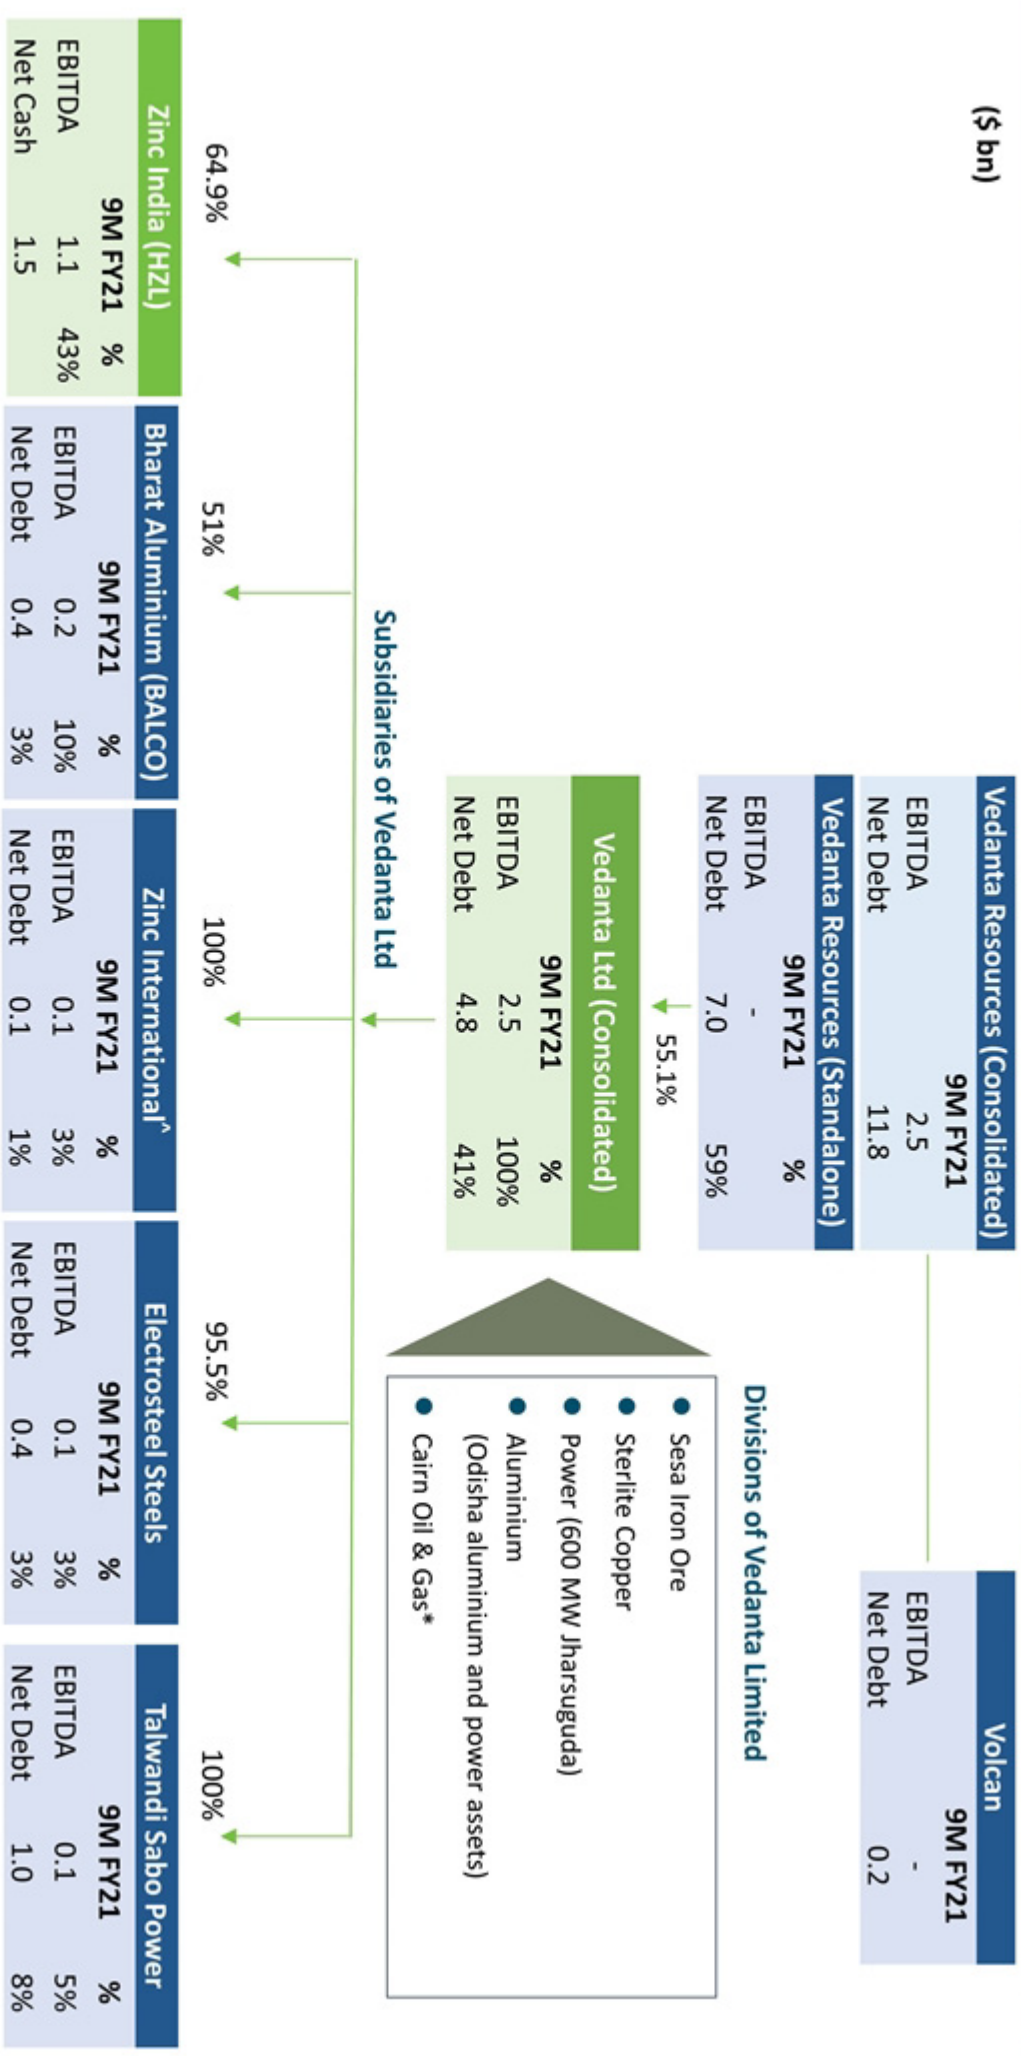 ($ bn)
Vedanta Resources (Consolidated)
9M FY21
EBITDA 2.5
Net Debt 11.8
Volcan
9M FY21
EBITDA -
Net Debt 0.2
Vedanta Resources (Standalone)
9M FY21 %
EBITDA -
Net Debt 7.0 59%
55.1%
Divisions of Vedanta Limited
Sesa Iron Ore
Sterlite Copper
Power (600 MW Jharsuguda)
Aluminium
(Odisha aluminium and power assets)
Cairn Oil & Gas*
Vedanta Ltd (Consolidated)
9M FY21 %
EBITDA 2.5 100%
Net Debt 4.8 41%
Subsidiaries of Vedanta Ltd
64.9%
51%
100%
95.5%
100%
Zinc India (HZL)
9M FY21 %
EBITDA 1.1 43%
Net Cash 1.5
Bharat Aluminium (BALCO)
9M FY21 %
EBITDA 0.2 10%
Net Debt 0.4 3%
Zinc International^
9M FY21 %
EBITDA 0.1 3%
Net Debt 0.1 1%
Electrosteel Steels
9M FY21 %
EBITDA 0.1 3%
Net Debt 0.4 3%
Talwandi Sabo Power
9M FY21 %
EBITDA 0.1 5%
Net Debt 1.0 8%